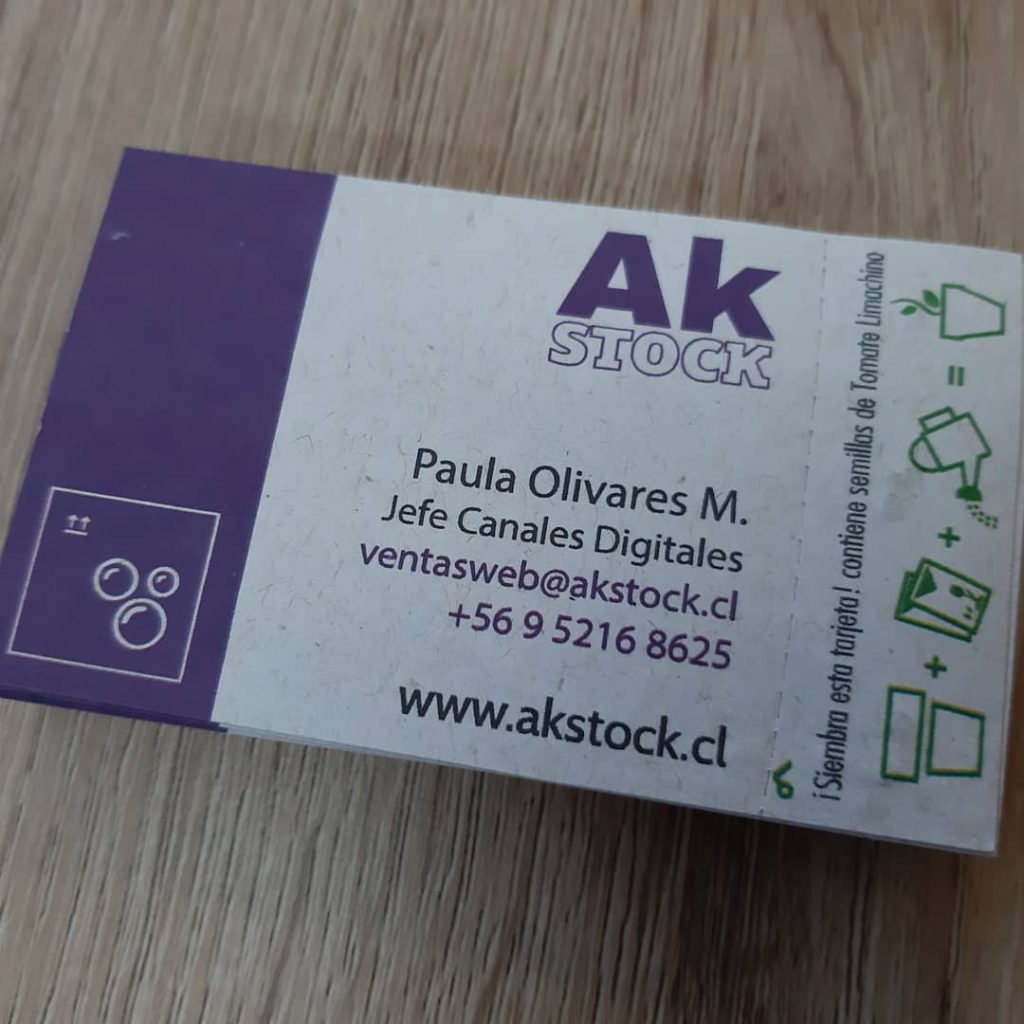 Ak
STOCK
Paula Olivares M.
Jefe Canales Digitales
ventasweb@akstock.cl
+56 9 5216 8625
www.akstock.cl
¡Siembra esta tarjeta! contiene semillas de Tomate Limachino